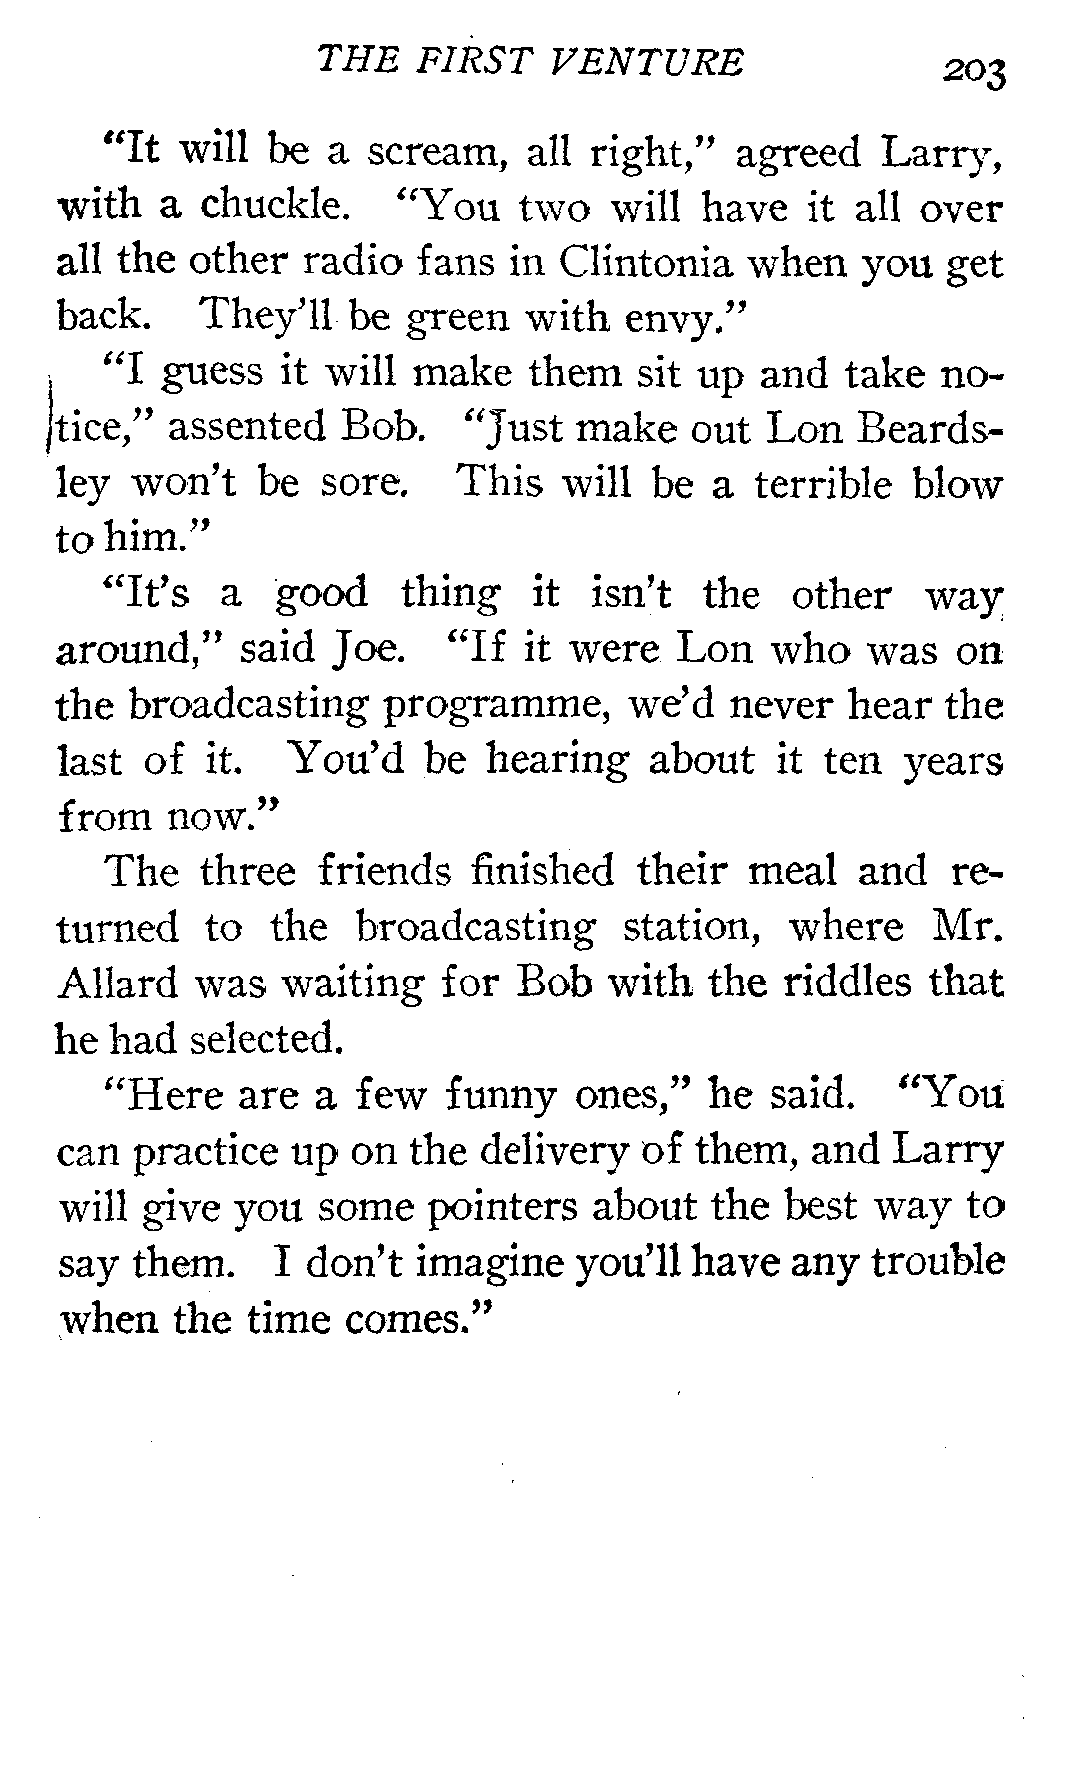 THE FIRST VENTURE 203
"It will be a scream, all right," agreed Larry,
with a chuckle. "You two will have it all over
all the other radio fans in Clintonia when you get
back. They'll be green with envy."
"I guess it will make them sit up and take no-
tice," assented Bob. "Just make out Lon Beards-
ley won't be sore. This will be a terrible blow
to him."
"It's a good thing it isn't the other way
around," said Joe. "If it were Lon who was on
the broadcasting programme, we'd never hear the
last of it. You'd be hearing about it ten years
from now."
The three friends finished their meal and re-
turned to the broadcasting station, where Mr.
Allard was waiting for Bob with the riddles that
he had selected.
"Here are a few funny ones," he said. "You
can practice up on the delivery of them, and Larry
will give you some pointers about the best way to
say them. I don't imagine you'll have any trouble
when the time comes."